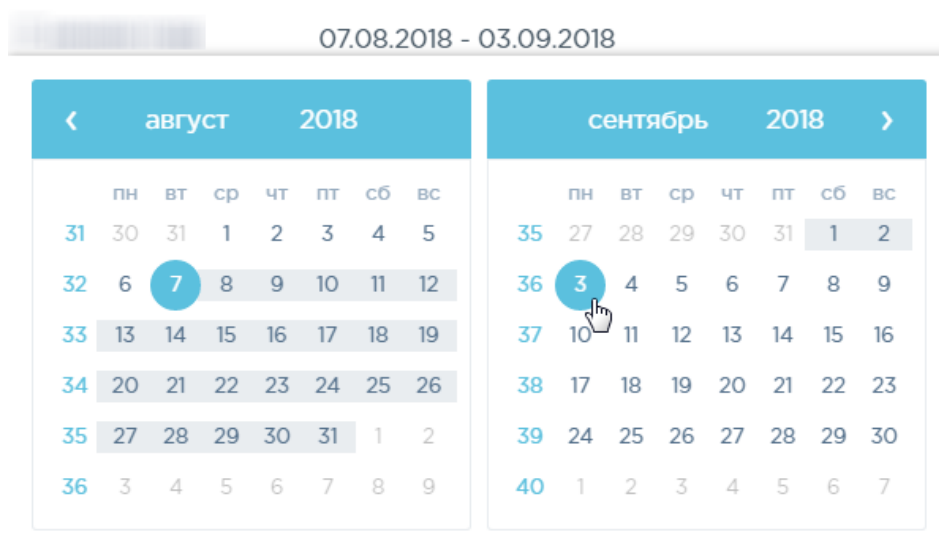 07.08.2018 - 03.09.2018
август 2018
пн вт ср чт пт сб вс
31 30 31 1 2 3 4 5
32 6 7 8 9 10 11 12
33 13 14 15 16 17 18 19
34 20 21 22 23 24 25 26
35 27 28 29 30 31 1 2
36 3 4 5 6 7 8 9
сентябрь 2018
пн вт ср чт пт сб вс
35 27 28 29 30 31 1 2
36 3 4 5 6 7 8 9
37 10 11 12 13 14 15 16
38 17 18 19 20 21 22 23
39 24 25 26 27 28 29 30
40 1 2 3 4 5 6 7